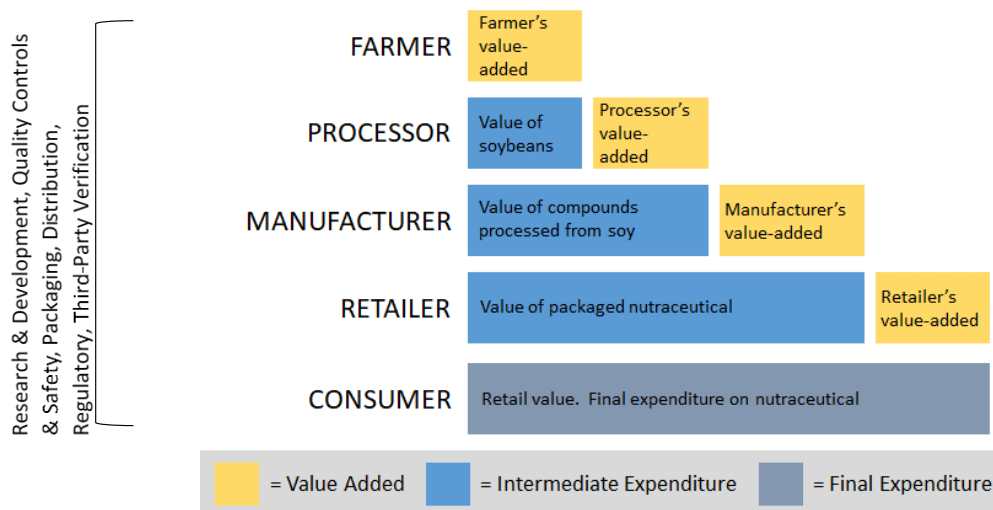 Research & Development, Quality Controls
& Safety, Packaging, Distribution,
Regulatory, Third-Party Verification
FARMER
Farmer's
value-
added
PROCESSOR
Value of
soybeans
Processor's
value-
added
MANUFACTURER
Value of compounds
processed from soy
Manufacturer's
value-added
RETAILER
Value of packaged nutraceutical
Retailer's
value-added
CONSUMER
Retail value. Final expenditure on nutraceutical
= Value Added
= Intermediate Expenditure
= Final Expenditure